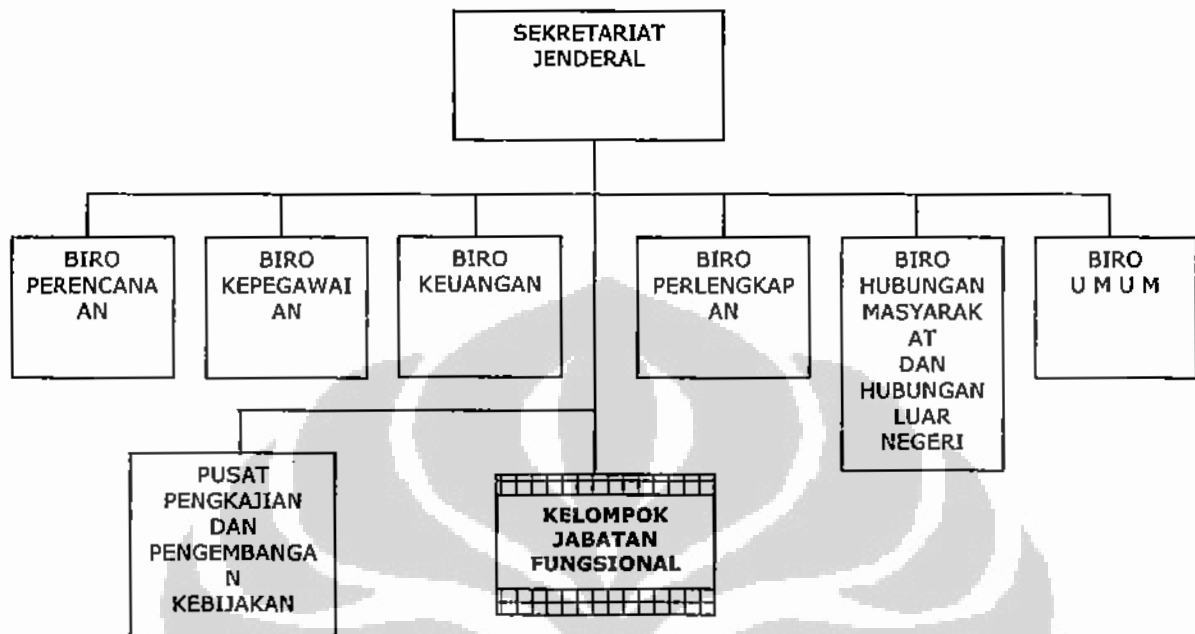 SEKRETARIAT
JENDERAL
BIRO
PERENCANA
AN
BIRO
KEPEGAWAI
AN
BIRO
KEUANGAN
BIRO
PERLENGKAP
AN
BIRO
HUBUNGAN
MASYARAK
AT
DAN
HUBUNGAN
LUAR
NEGERI
BIRO
U M U M
PUSAT
PENGKAJIAN
DAN
PENGEMBANGA
N
KEBIJAKAN
KELOMPOK
JABATAN
FUNGSIONAL